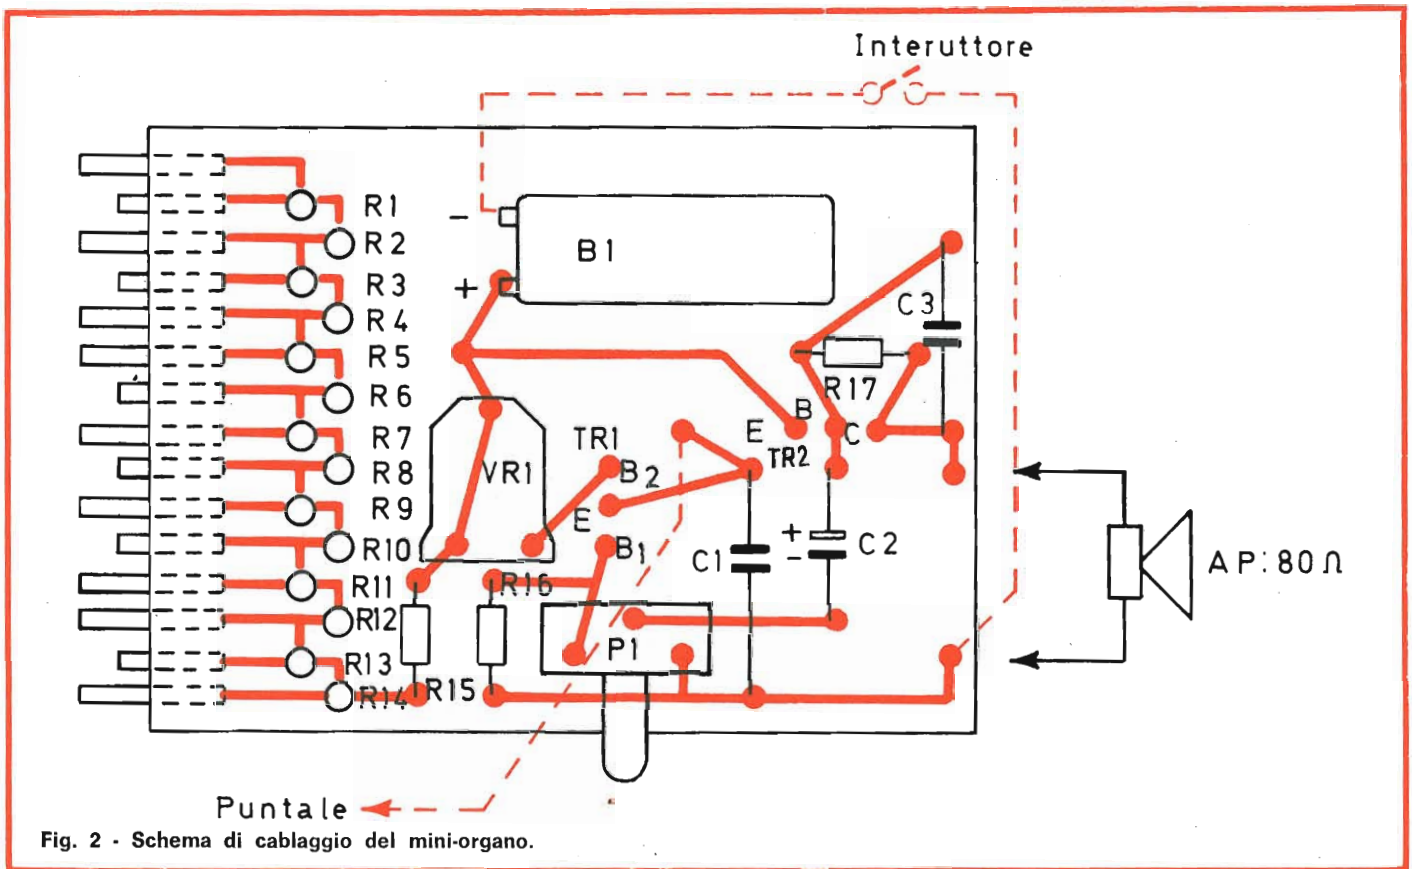 Interuttore
R1
R2
R3
R4
R5
R6
R7
R8
R9
R10
R11
R12
R13
R14
R15
R16
-
+
B1
C3
R17
B
E
C
TR2
TR1
B2
E
B1
VR1
C1
+
-
C2
P1
AP:80Ω
Puntale
Fig. 2 - Schema di cablaggio del mini-organo.